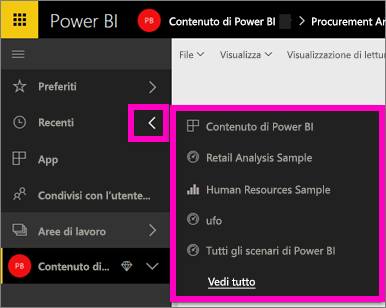 Power BI PB Contenuto di Power BI > Procurement An
File Visualizza Visualizzazione di lettur
Preferiti
Recenti
App
Condivisi con l'utente...
Aree di lavoro
PB Contenuto di...
Contenuto di Power BI
Retail Analysis Sample
Human Resources Sample
ufo
Tutti gli scenari di Power BI
Vedi tutto